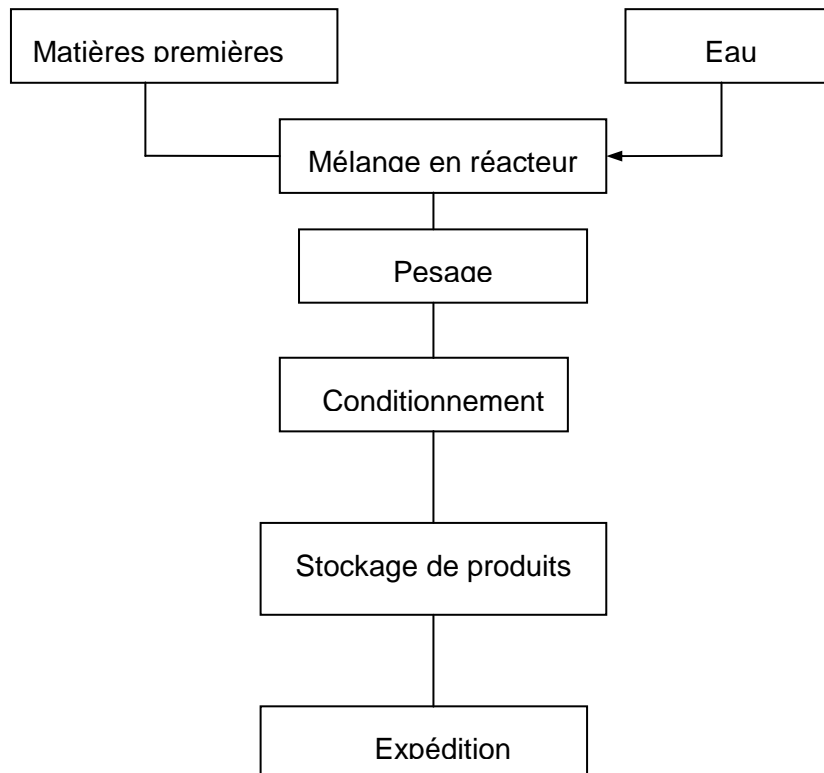 Matières premières
Eau
Mélange en réacteur
Pesage
Conditionnement
Stockage de produits
Expédition